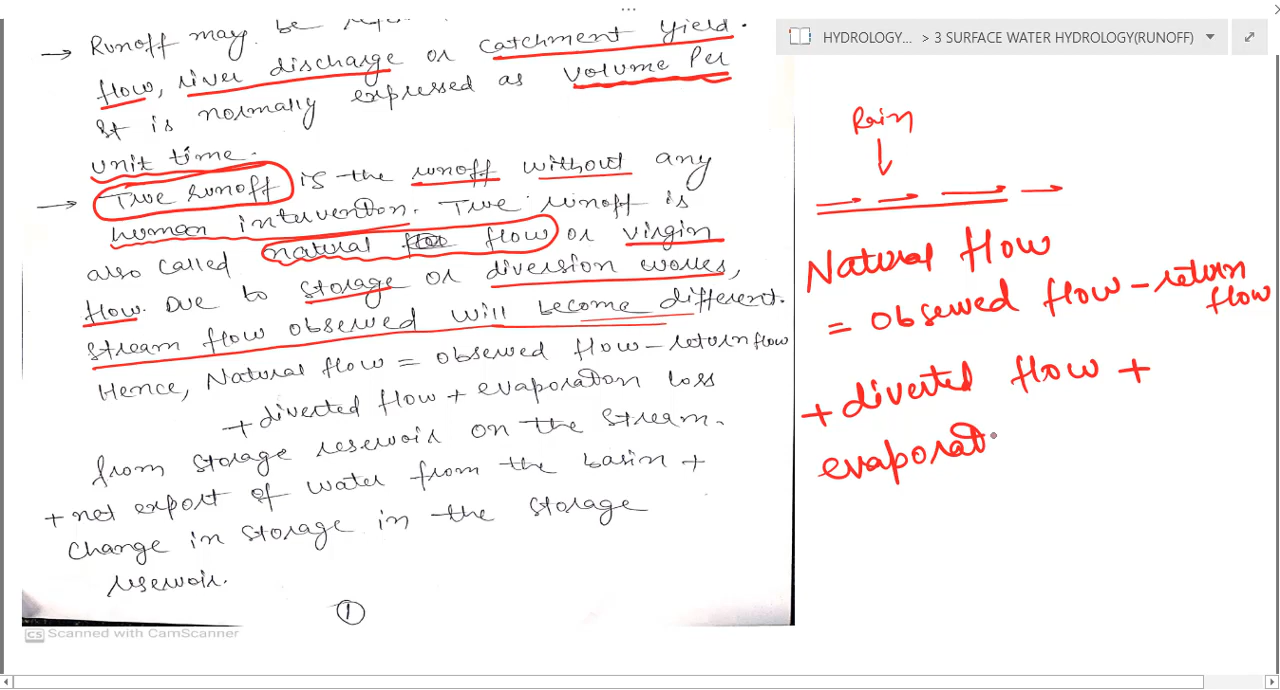 → Runoff may be
flow, river discharge or catchment yield.
It is normally expressed as volume Per
unit time.
→ True runoff is the runoff without any
human intervention. True runoff is
also called natural flow or virgin
flow. Due to storage or diversion works,
stream flow observed will become different.
Hence, Natural flow = observed flow – return flow
+ diverted flow + evaporation loss
from storage reservoir on the stream.
+ net export of water from the basin +
change in storage in the storage
reservoir.
1
CS Scanned with CamScanner
HYDROLOGY... > 3 SURFACE WATER HYDROLOGY(RUNOFF)
Rain
Natural flow
= observed flow – return
flow
+ diverted flow +
evaporat